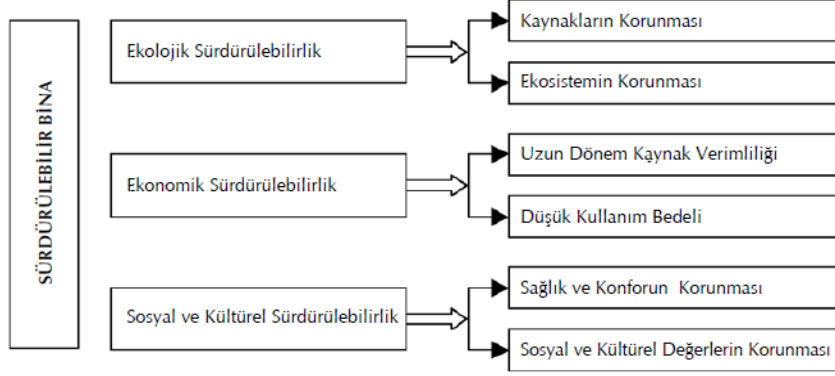 SÜRDÜRÜLEBİLİR BİNA
Ekolojik Sürdürülebilirlik
Kaynakların Korunması
Ekosistemin Korunması
Ekonomik Sürdürülebilirlik
Uzun Dönem Kaynak Verimliliği
Düşük Kullanım Bedeli
Sosyal ve Kültürel Sürdürülebilirlik
Sağlık ve Konforun Korunması
Sosyal ve Kültürel Değerlerin Korunması